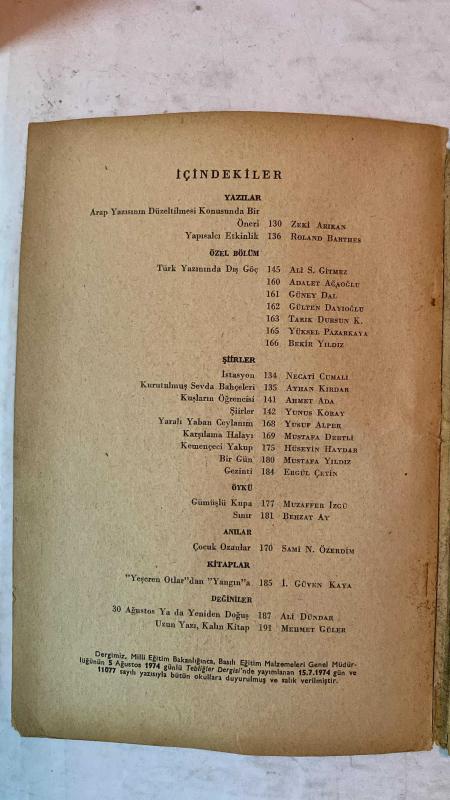 İÇİNDEKİLER
YAZILAR
Arap Yazısının Düzeltilmesi Konusunda Bir
Öneri 130 ZEKİ ARIKAN
Yapısalcı Etkinlik 136 ROLAND BARTHES
ÖZEL BÖLÜM
Türk Yazınında Dış Göç 145 ALİ S. GİTMEZ
160 ADALET AĞAOĞLU
161 GÜNEY DAL
162 GÜLTEN DAYIOĞLU
163 TARIK DURSUN K.
165 YÜKSEL PAZARKAYA
166 BEKİR YILDIZ
ŞİİRLER
İstasyon 134 NECATİ CUMALI
Kurutulmuş Sevda Bahçeleri 135 AYHAN KIRDAR
Kuşların Öğrencisi 141 AHMET ADA
Şiirler 142 YUNUS KORAY
Yaralı Yaban Ceylanım 168 YUSUF ALPER
Karşılama Halayı 169 MUSTAFA DERTLİ
Kemençeci Yakup 175 HÜSEYİN HAYDAR
Bir Gün 180 MUSTAFA YILDIZ
Gezinti 184 ERGÜL ÇETİN
ÖYKÜ
Gümüşlü Kupa 177 MUZAFFER İZGÜ
Sınır 181 BEHZAT AY
ANILAR
Çocuk Ozanlar 170 SAMİ N. ÖZERDİM
KİTAPLAR
"Yeşeren Otlar"dan "Yangın"a 185 İ. GÜVEN KAYA
DEĞİNİLER
30 Ağustos Ya da Yeniden Doğuş 187 ALİ DÜNDAR
Uzun Yazı, Kalın Kitap 191 MEHMET GÜLER
Dergimiz, Milli Eğitim Bakanlığınca, Basılı Eğitim Malzemeleri Genel Müdür-
lüğünün 5 Ağustos 1974 günlü Tebliğler Dergisi'nde yayımlanan 15.7.1974 gün ve
11077 sayılı yazısıyla bütün okullara duyurulmuş ve salık verilmiştir.